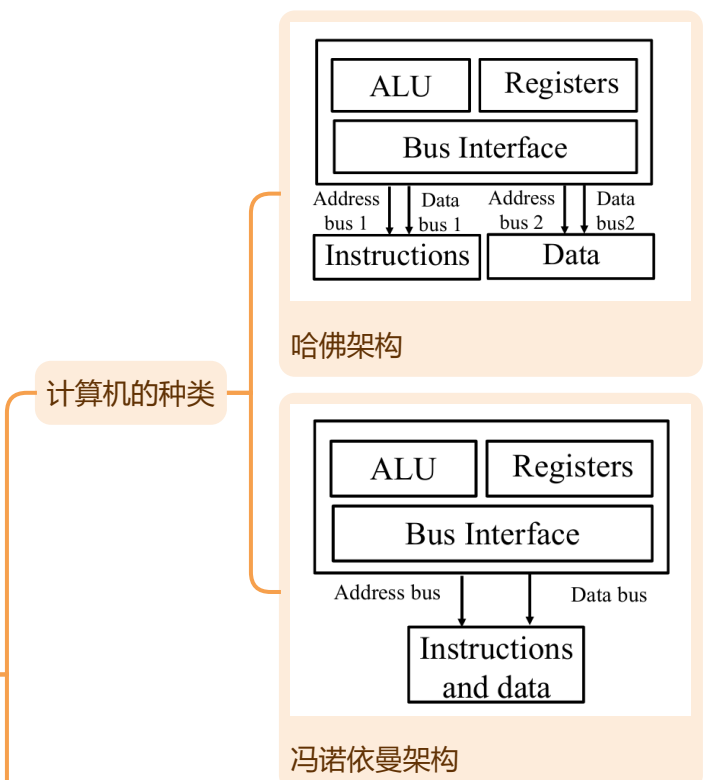 ALU
Registers
Bus Interface
Address
bus 1
Data
bus 1
Address
bus 2
Data
bus2
Instructions
Data
哈佛架构
计算机的种类
ALU
Registers
Bus Interface
Address bus
Data bus
Instructions
and data
冯诺依曼架构